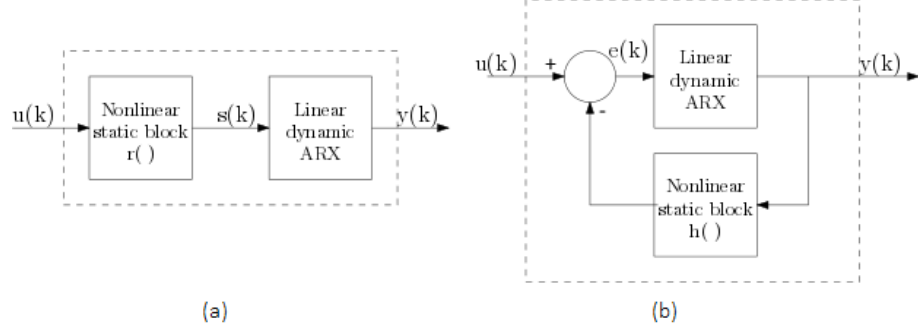 u(k)
Nonlinear
static block
r( )
s(k)
Linear
dynamic
ARX
y(k)
(a)
u(k)
+
-
e(k)
Linear
dynamic
ARX
y(k)
Nonlinear
static block
h( )
(b)